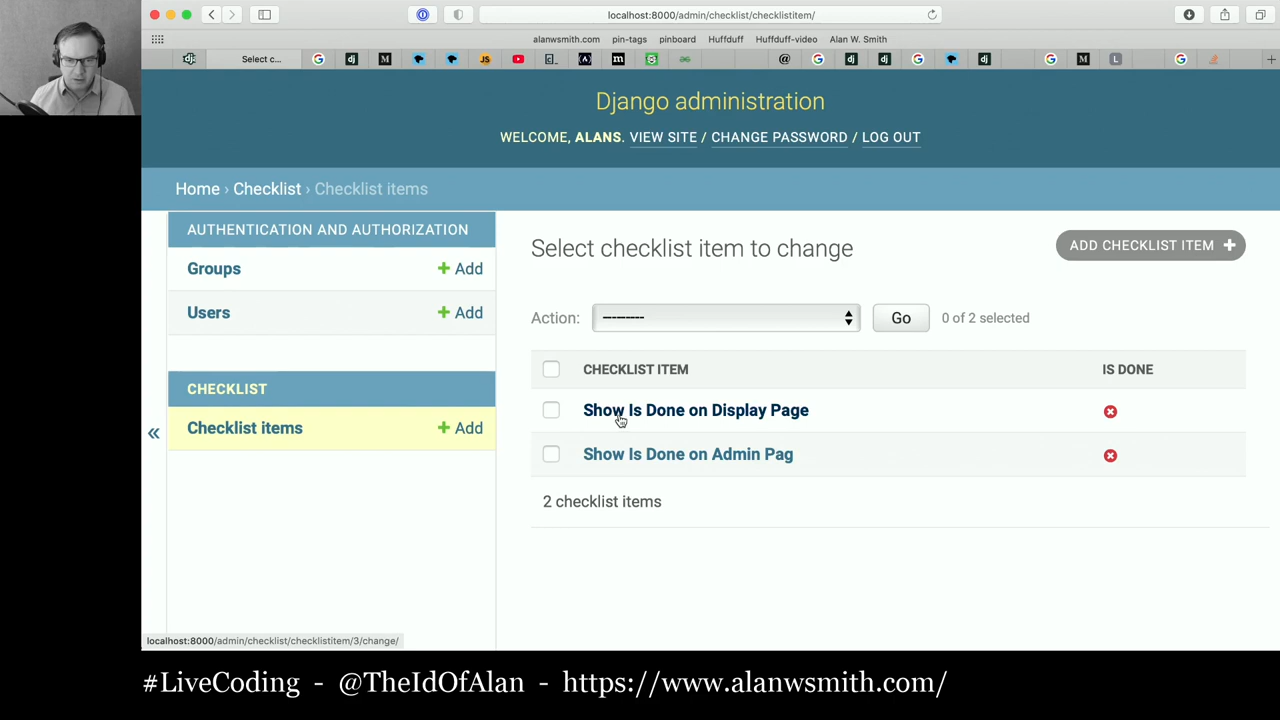 localhost:8000/admin/checklist/checklistitem/
alanwsmith.com pin-tags pinboard Huffduff Huffduff-video Alan W. Smith
Select c...
Django administration
WELCOME, ALANS. VIEW SITE / CHANGE PASSWORD / LOG OUT
Home › Checklist › Checklist items
AUTHENTICATION AND AUTHORIZATION
Groups + Add
Users + Add
CHECKLIST
Checklist items + Add
«
Select checklist item to change
ADD CHECKLIST ITEM +
Action: --------- Go 0 of 2 selected
CHECKLIST ITEM IS DONE
Show Is Done on Display Page
Show Is Done on Admin Pag
2 checklist items
localhost:8000/admin/checklist/checklistitem/3/change/
#LiveCoding - @TheIdOfAlan - https://www.alanwsmith.com/